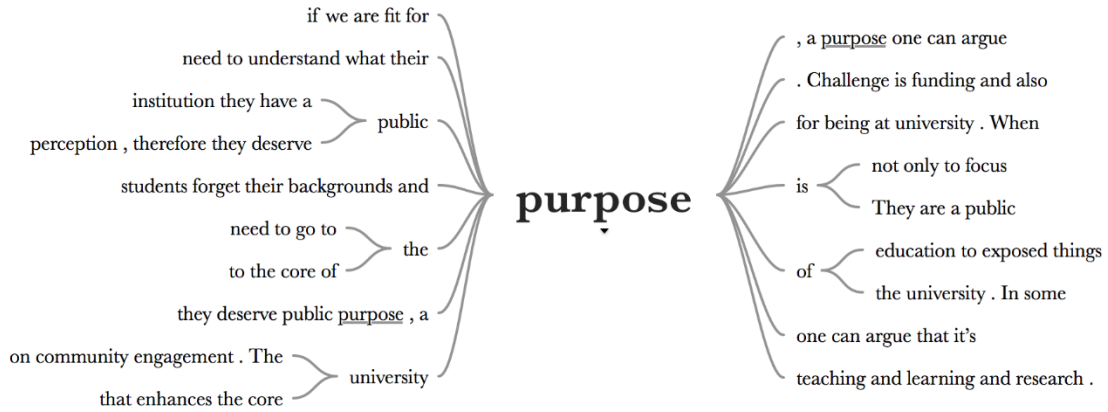 if we are fit for
need to understand what their
institution they have a
perception , therefore they deserve
public
students forget their backgrounds and
need to go to
to the core of
the
they deserve public purpose , a
on community engagement . The
that enhances the core
university
purpose
, a purpose one can argue
. Challenge is funding and also
for being at university . When
is
not only to focus
They are a public
of
education to exposed things
the university . In some
one can argue that it’s
teaching and learning and research .